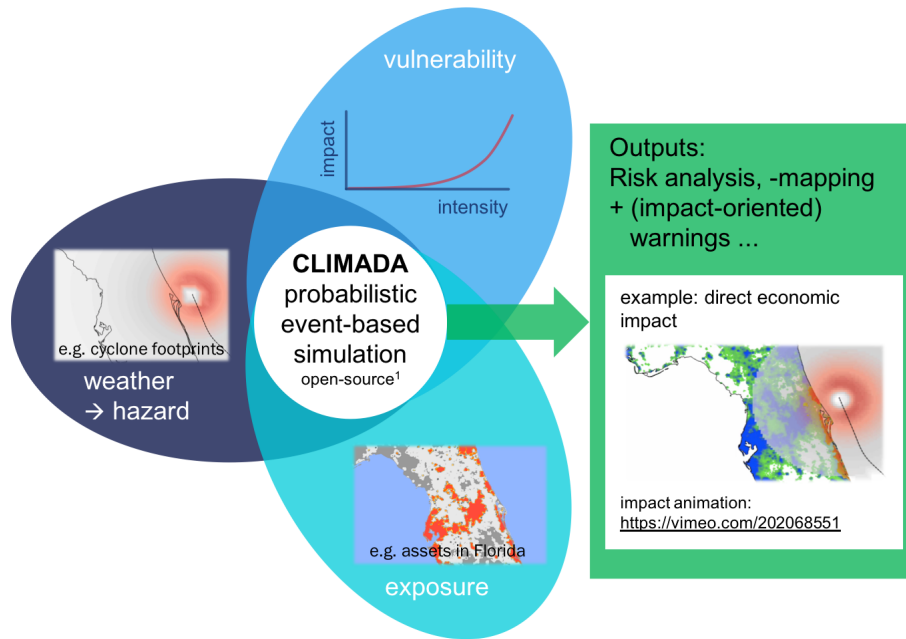 vulnerability
impact
intensity
CLIMADA
probabilistic
event-based
simulation
open-source¹
e.g. cyclone footprints
weather
→ hazard
e.g. assets in Florida
exposure
Outputs:
Risk analysis, -mapping
+ (impact-oriented)
warnings ...
example: direct economic
impact
impact animation:
https://vimeo.com/202068551